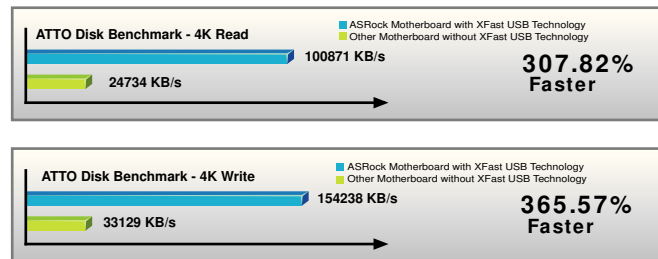 ATTO Disk Benchmark - 4K Read
ASRock Motherboard with XFast USB Technology
Other Motherboard without XFast USB Technology
100871 KB/s
24734 KB/s
307.82%
Faster
ATTO Disk Benchmark - 4K Write
ASRock Motherboard with XFast USB Technology
Other Motherboard without XFast USB Technology
154238 KB/s
33129 KB/s
365.57%
Faster